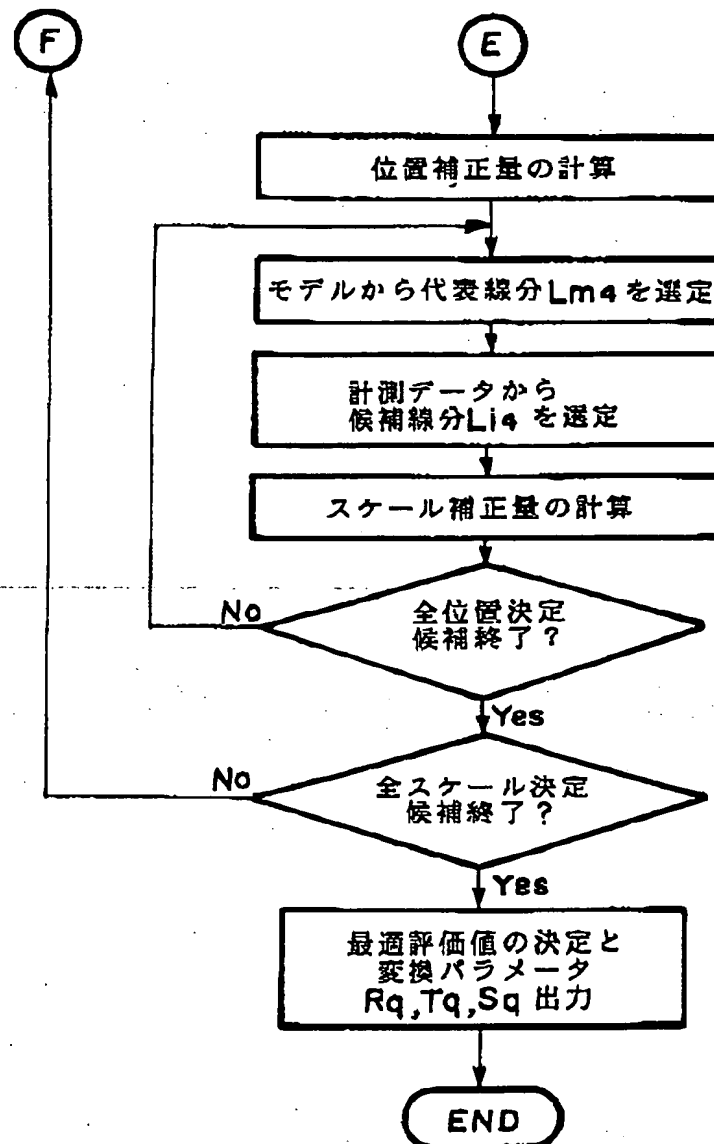 F
E
位置補正量の計算
モデルから代表線分Lm4を選定
計測データから
候補線分Li4 を選定
スケール補正量の計算
No
全位置決定
候補終了?
Yes
No
全スケール決定
候補終了?
Yes
最適評価値の決定と
変換パラメータ
Rq,Tq,Sq 出力
END